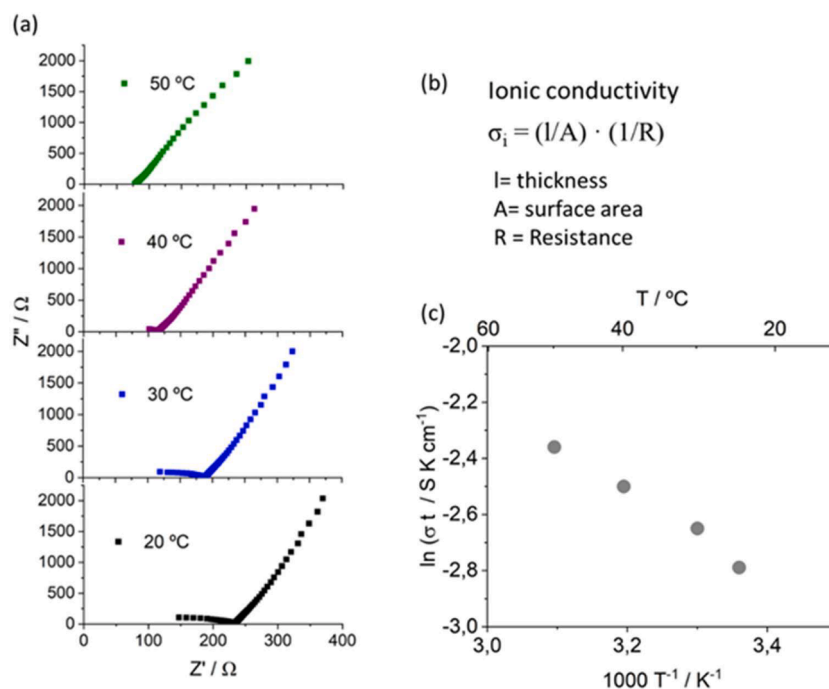 (a)
2000
1500
1000
500
0
50 ºC
2000
1500
1000
500
0
40 ºC
2000
1500
1000
500
0
30 ºC
2000
1500
1000
500
0
20 ºC
0 100 200 300 400
Z' / Ω
Z'' / Ω
(b) Ionic conductivity
σi = (l/A) · (1/R)
l= thickness
A= surface area
R = Resistance
(c)
T / ºC
60 40 20
-2,0
-2,2
-2,4
-2,6
-2,8
-3,0
ln (σ t / S K cm⁻¹)
3,0 3,2 3,4
1000 T⁻¹ / K⁻¹